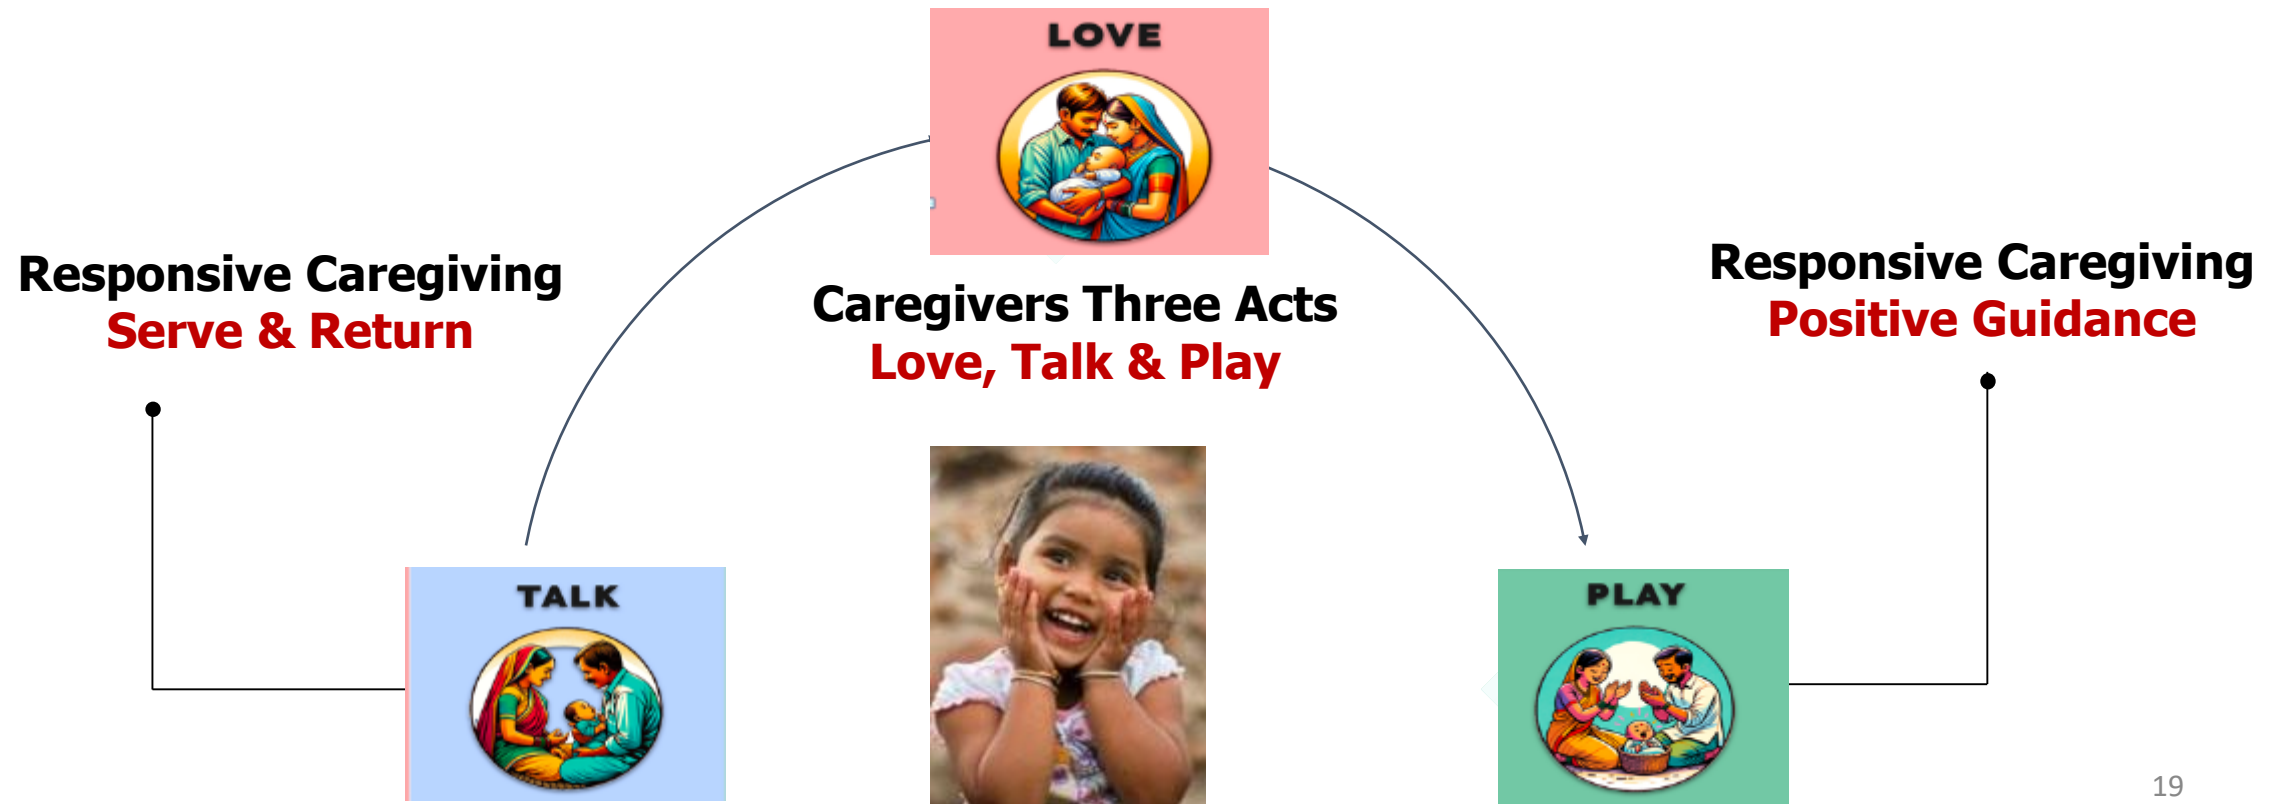 LOVE
Responsive Caregiving
Serve & Return
Caregivers Three Acts
Love, Talk & Play
Responsive Caregiving
Positive Guidance
TALK
PLAY
19